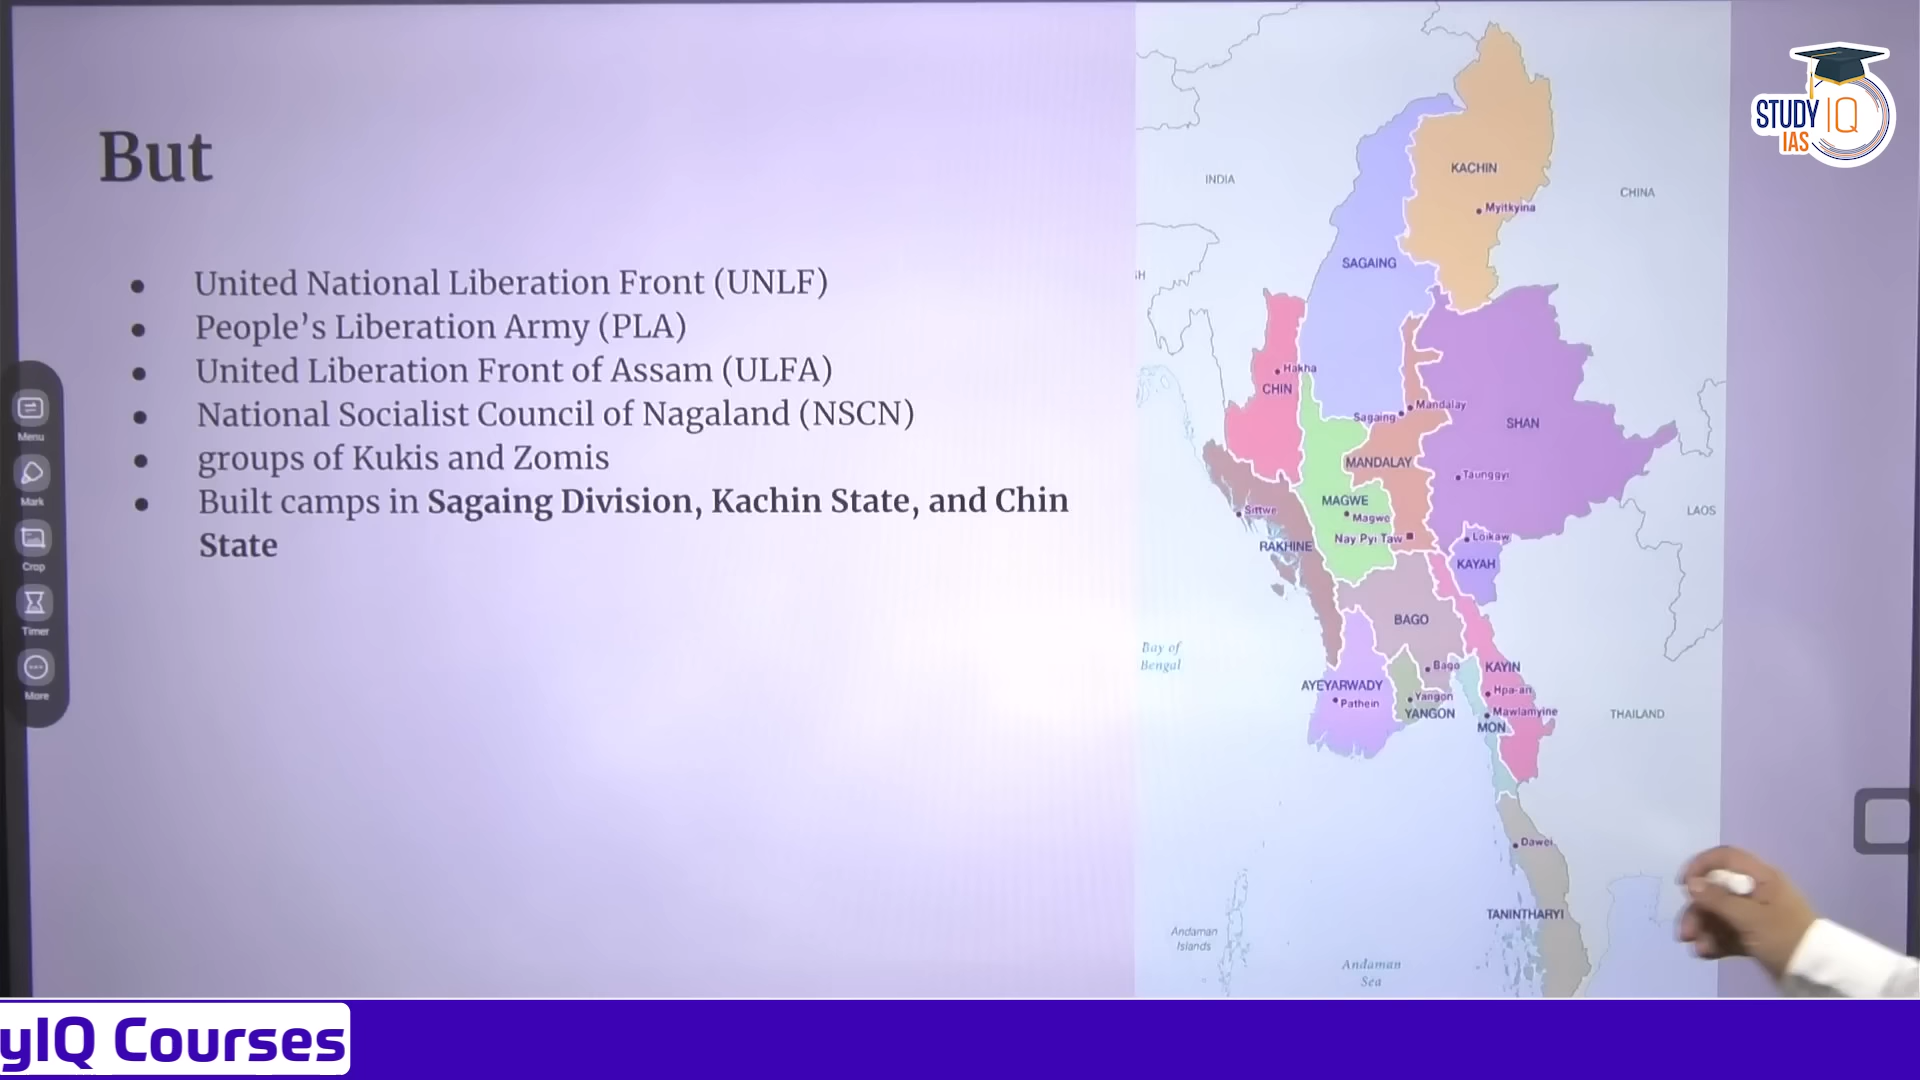 But
United National Liberation Front (UNLF)
People's Liberation Army (PLA)
United Liberation Front of Assam (ULFA)
National Socialist Council of Nagaland (NSCN)
groups of Kukis and Zomis
Built camps in Sagaing Division, Kachin State, and Chin
State
Menu
Mark
Crop
Timer
More
INDIA
CHINA
KACHIN
Myitkyina
SAGAING
Hakha
CHIN
Sagaing
Mandalay
SHAN
MANDALAY
Taunggyi
MAGWE
Magwe
Sittwe
LAOS
RAKHINE
Nay Pyi Taw
Loikaw
KAYAH
BAGO
Bay of
Bengal
Bago
KAYIN
AYEYARWADY
Pathein
Yangon
YANGON
Hpa-an
Mawlamyine
MON
THAILAND
Dawei
TANINTHARYI
Andaman
Islands
Andaman
Sea
STUDY IQ
IAS
yIQ Courses